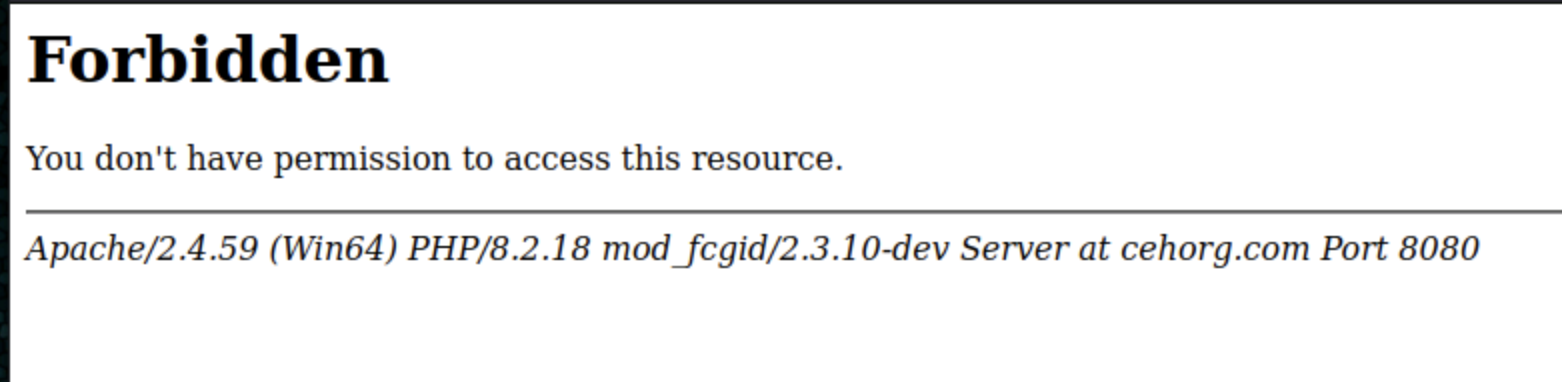 Forbidden
You don't have permission to access this resource.
Apache/2.4.59 (Win64) PHP/8.2.18 mod_fcgid/2.3.10-dev Server at cehorg.com Port 8080